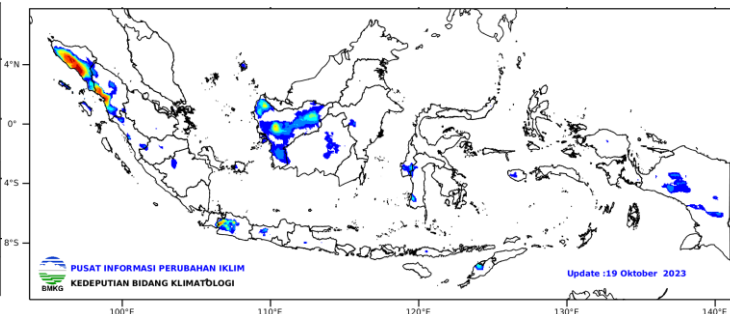 4°N
0°
4°S
8°S
PUSAT INFORMASI PERUBAHAN IKLIM
KEDEPUTIAN BIDANG KLIMATOLOGI
BMKG
Update :19 Oktober 2023
100°E 110°E 120°E 130°E 140°E